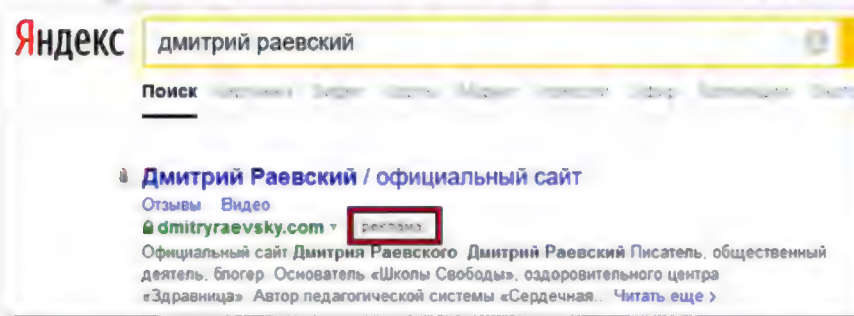 Яндекс дмитрий раевский
Поиск
Дмитрий Раевский / официальный сайт
Отзывы Видео
dmitryraevsky.com реклама
Официальный сайт Дмитрия Раевского Дмитрий Раевский Писатель, общественный
деятель, блогер Основатель «Школы Свободы», оздоровительного центра
«Здравница» Автор педагогической системы «Сердечная.. Читать еще >